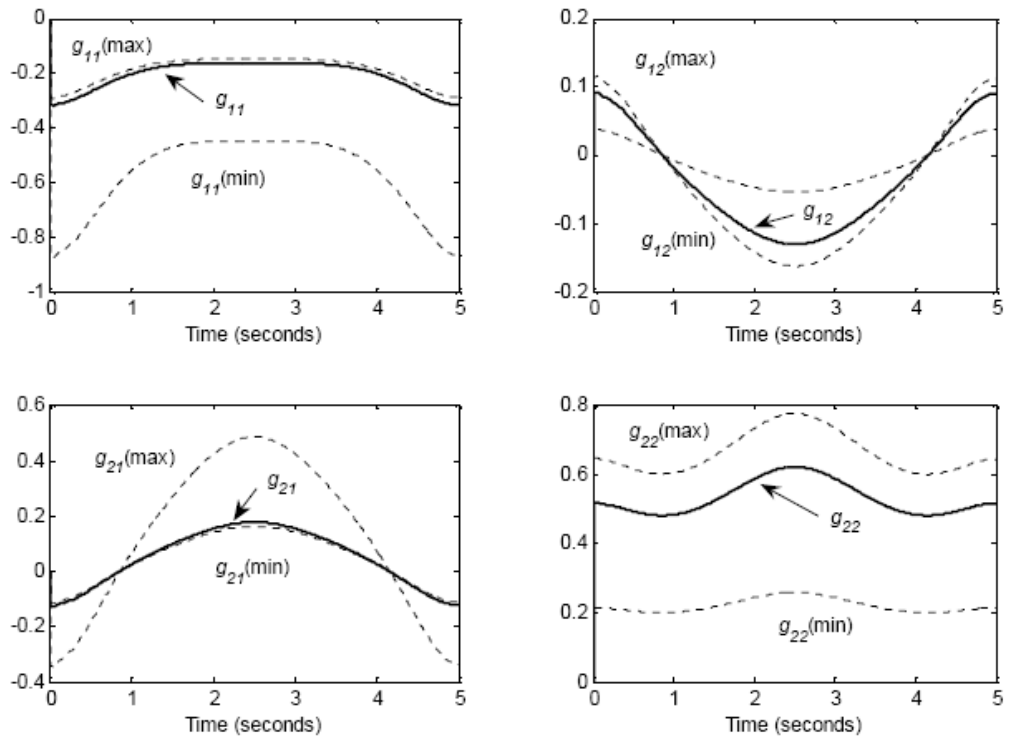 0
-0.2
-0.4
-0.6
-0.8
-1
g11(max)
g11
g11(min)
0 1 2 3 4 5
Time (seconds)
0.2
0.1
0
-0.1
-0.2
g12(max)
g12
g12(min)
0 1 2 3 4 5
Time (seconds)
0.6
0.4
0.2
0
-0.2
-0.4
g21(max)
g21
g21(min)
0 1 2 3 4 5
Time (seconds)
0.8
0.6
0.4
0.2
0
g22(max)
g22
g22(min)
0 1 2 3 4 5
Time (seconds)